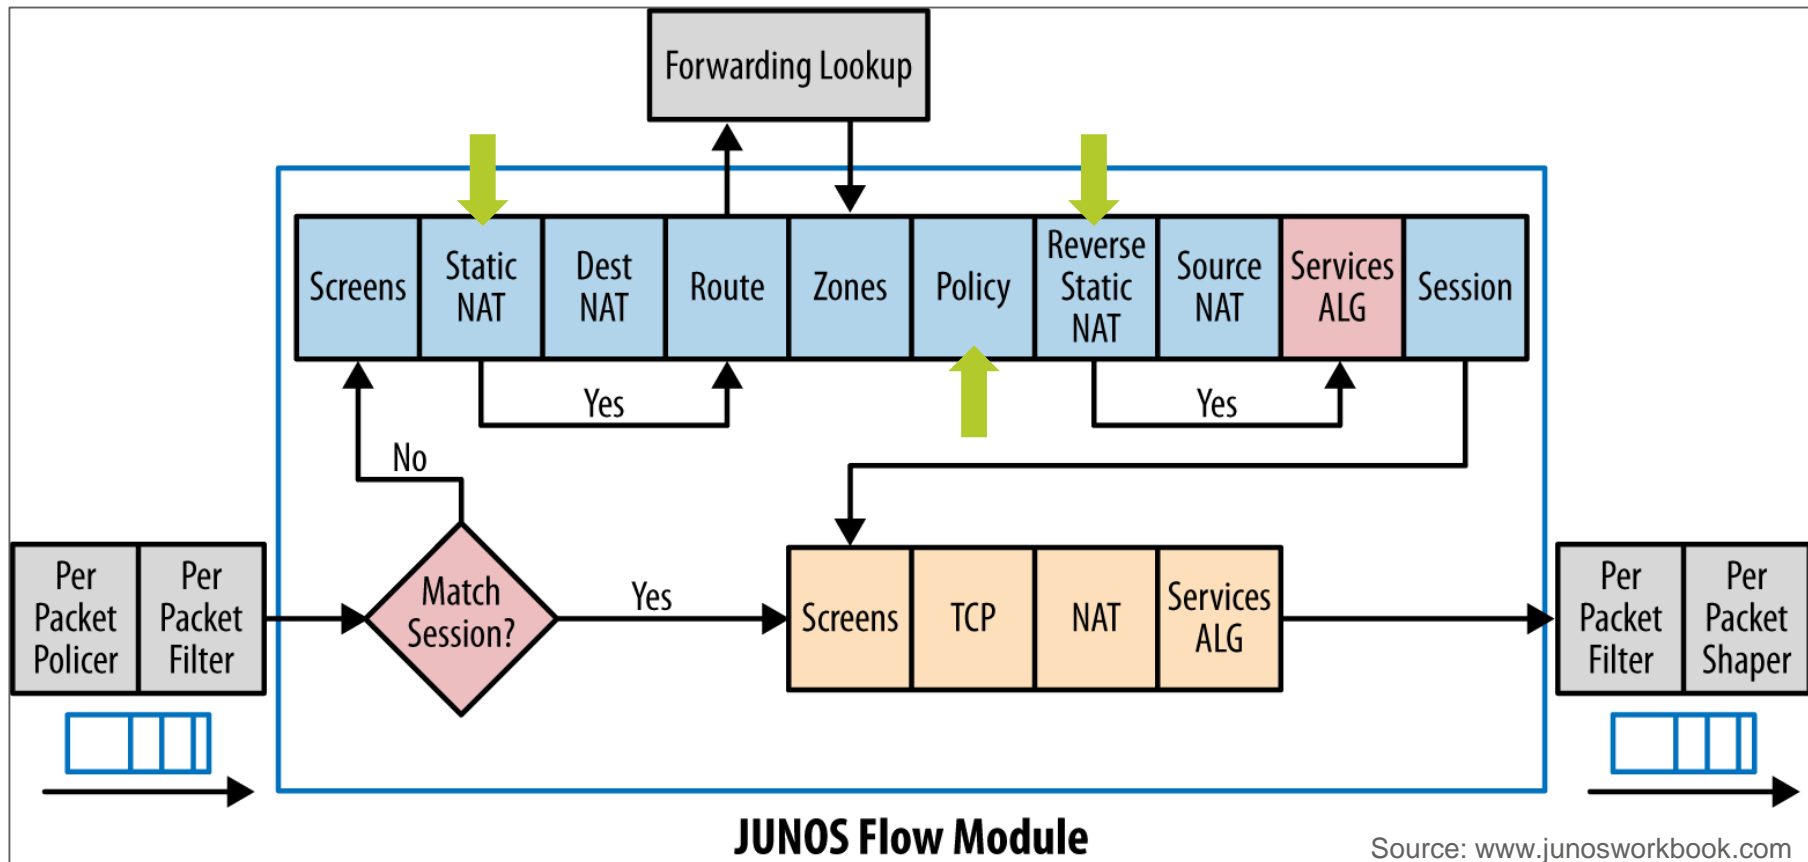 Forwarding Lookup
Screens
Static
NAT
Dest
NAT
Route
Zones
Policy
Reverse
Static
NAT
Source
NAT
Services
ALG
Session
Yes
Yes
No
Per
Packet
Policer
Per
Packet
Filter
Match
Session?
Yes
Screens
TCP
NAT
Services
ALG
Per
Packet
Filter
Per
Packet
Shaper
JUNOS Flow Module
Source: www.junosworkbook.com